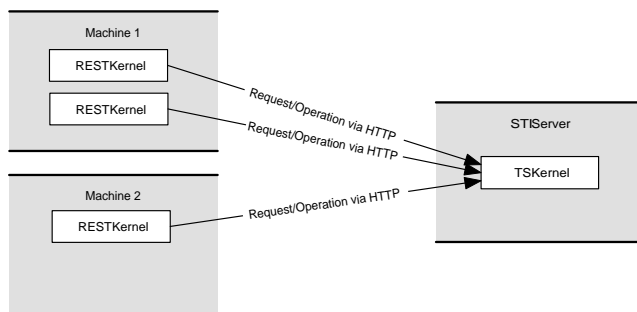 Machine 1
RESTKernel
RESTKernel
Request/Operation via HTTP
Request/Operation via HTTP
STIServer
TSKernel
Machine 2
RESTKernel
Request/Operation via HTTP